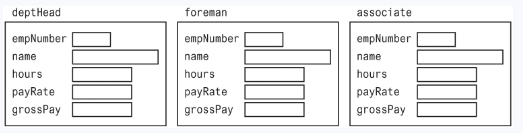 deptHead
empNumber
name
hours
payRate
grossPay
foreman
empNumber
name
hours
payRate
grossPay
associate
empNumber
name
hours
payRate
grossPay